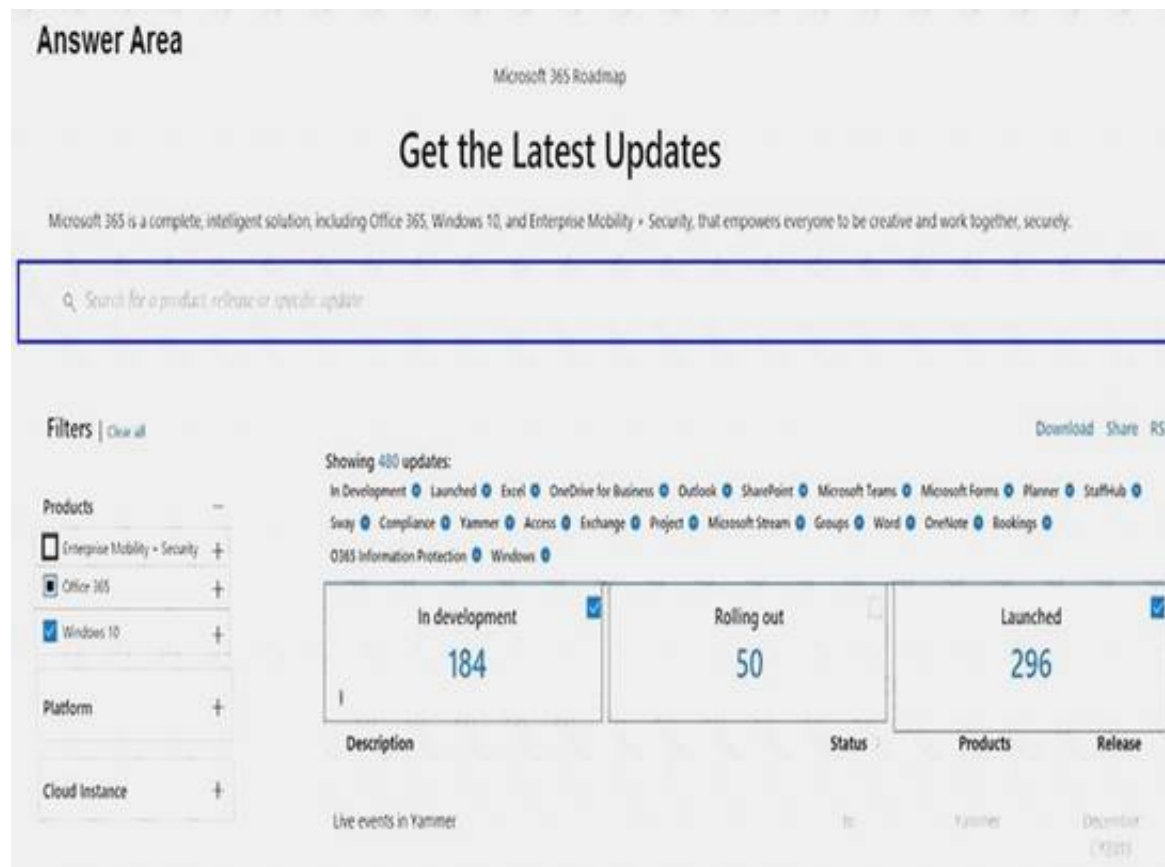 Answer Area
Microsoft 365 Roadmap
Get the Latest Updates
Microsoft 365 is a complete, intelligent solution, including Office 365, Windows 10, and Enterprise Mobility + Security, that empowers everyone to be creative and work together, securely.
Search for a product, release or specific update
Filters | Clear all
Download Share RS
Showing 480 updates:
In Development Launched Excel OneDrive for Business Outlook SharePoint Microsoft Teams Microsoft Forms Planner StaffHub
Sway Compliance Yammer Access Exchange Project Microsoft Stream Groups Word OneNote Bookings
O365 Information Protection Windows
Products
Enterprise Mobility + Security
Office 365
Windows 10
Platform
Cloud Instance
In development
184
Rolling out
50
Launched
296
Description Status Products Release
Live events in Yammer Yammer December